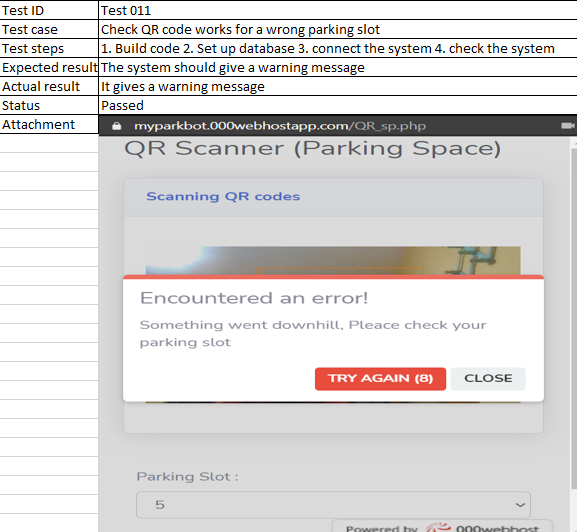 Test ID Test 011
Test case Check QR code works for a wrong parking slot
Test steps 1. Build code 2. Set up database 3. connect the system 4. check the system
Expected result The system should give a warning message
Actual result It gives a warning message
Status Passed
Attachment
myparkbot.000webhostapp.com/QR_sp.php
QR Scanner (Parking Space)
Scanning QR codes
Encountered an error!
Something went downhill, Pleace check your
parking slot
TRY AGAIN (8) CLOSE
Parking Slot :
5
Powered by 000webhost